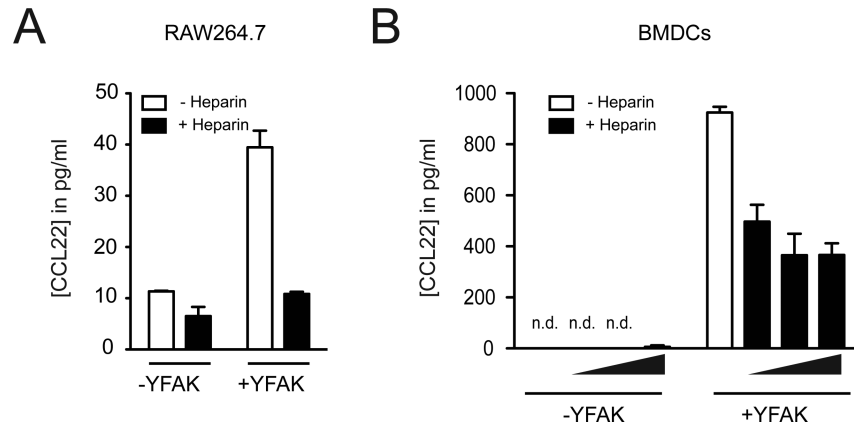 A
RAW264.7
[CCL22] in pg/ml
50
40
30
20
10
0
- Heparin
+ Heparin
-YFAK
+YFAK
B
BMDCs
[CCL22] in pg/ml
1000
800
600
400
200
0
- Heparin
+ Heparin
n.d. n.d. n.d.
-YFAK
+YFAK